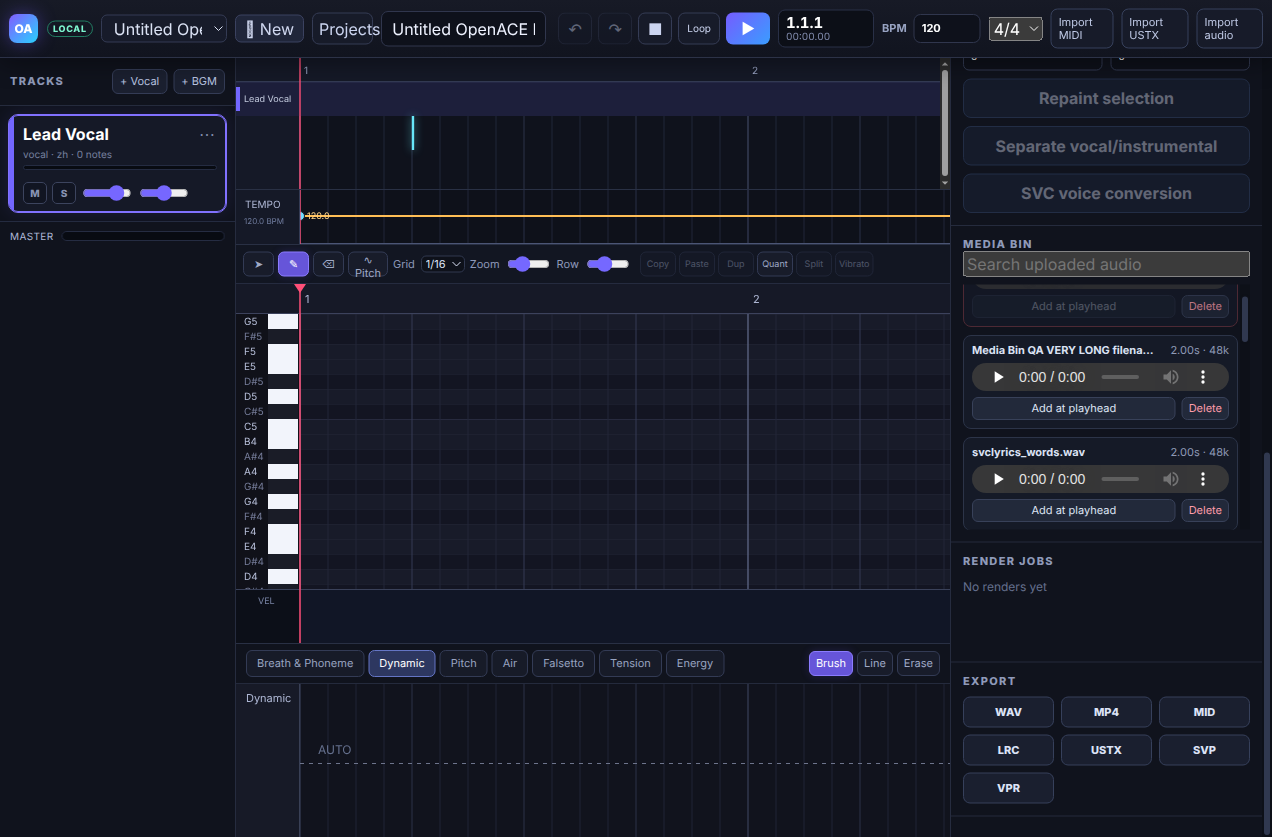 OA
LOCAL
Untitled Ope
New
Projects
Untitled OpenACE
Loop
1.1.1
00:00.00
BPM
120
4/4
Import
MIDI
Import
USTX
Import
audio
TRACKS
+ Vocal
+ BGM
Lead Vocal
...
vocal · zh · 0 notes
M
S
MASTER
1
2
Lead Vocal
TEMPO
120.0 BPM
120.0
Pitch
Grid
1/16
Zoom
Row
Copy
Paste
Dup
Quant
Split
Vibrato
1
2
G5
F#5
F5
E5
D#5
D5
C#5
C5
B4
A#4
A4
G#4
G4
F#4
F4
E4
D#4
D4
VEL
Breath & Phoneme
Dynamic
Pitch
Air
Falsetto
Tension
Energy
Brush
Line
Erase
Dynamic
AUTO
Repaint selection
Separate vocal/instrumental
SVC voice conversion
MEDIA BIN
Search uploaded audio
Add at playhead
Delete
Media Bin QA VERY LONG filena...
2.00s · 48k
0:00 / 0:00
Add at playhead
Delete
svclyrics_words.wav
2.00s · 48k
0:00 / 0:00
Add at playhead
Delete
RENDER JOBS
No renders yet
EXPORT
WAV
MP4
MID
LRC
USTX
SVP
VPR